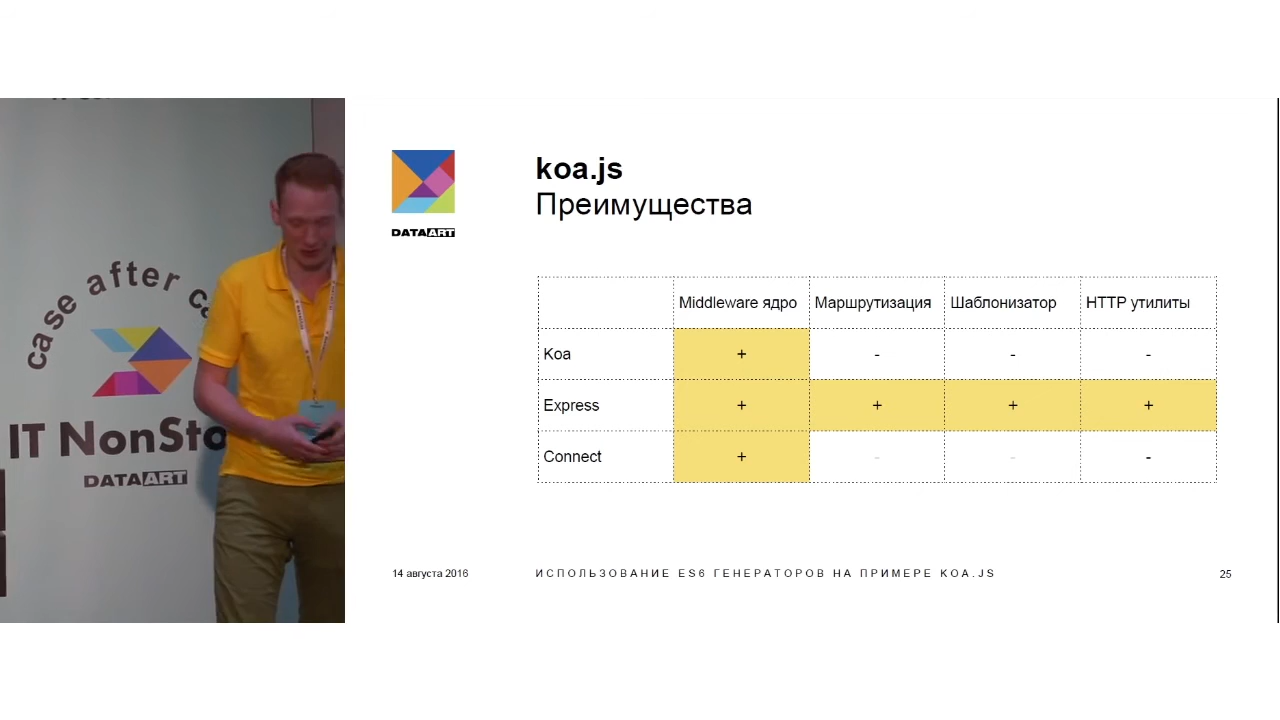 case after
IT NonSto
DATAART
DATAART
koa.js
Преимущества
Middleware ядро Маршрутизация Шаблонизатор HTTP утилиты
Koa + - - -
Express + + + +
Connect + - - -
14 августа 2016
ИСПОЛЬЗОВАНИЕ ES6 ГЕНЕРАТОРОВ НА ПРИМЕРЕ KOA.JS
25